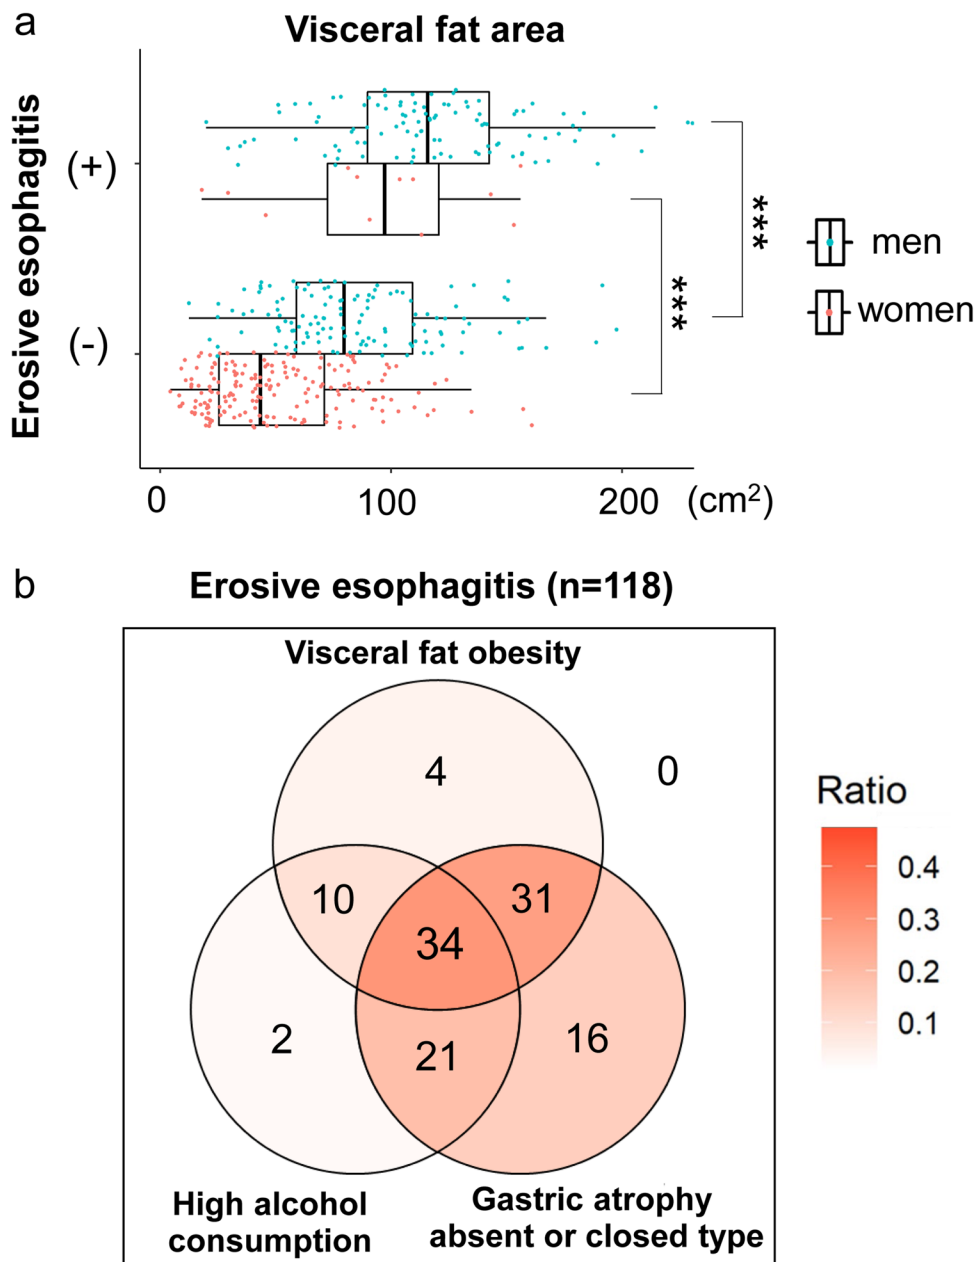 a
Visceral fat area
Erosive esophagitis
(+)
(-)
***
***
men
women
0
100
200
(cm²)
b
Erosive esophagitis (n=118)
Visceral fat obesity
4
0
10
31
34
2
21
16
High alcohol
consumption
Gastric atrophy
absent or closed type
Ratio
0.4
0.3
0.2
0.1